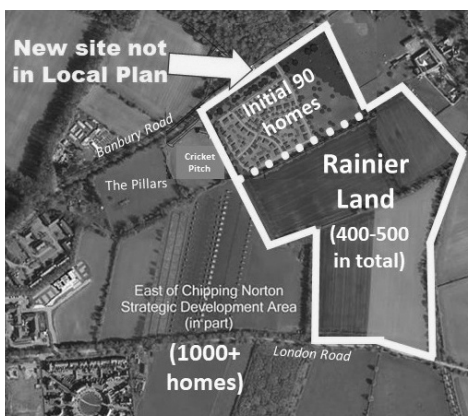 New site not
in Local Plan
Initial 90
homes
Banbury Road
Cricket
Pitch
The Pillars
Rainier
Land
(400-500
in total)
East of Chipping Norton
Strategic Development Area
(in part)
(1000+
homes)
London Road